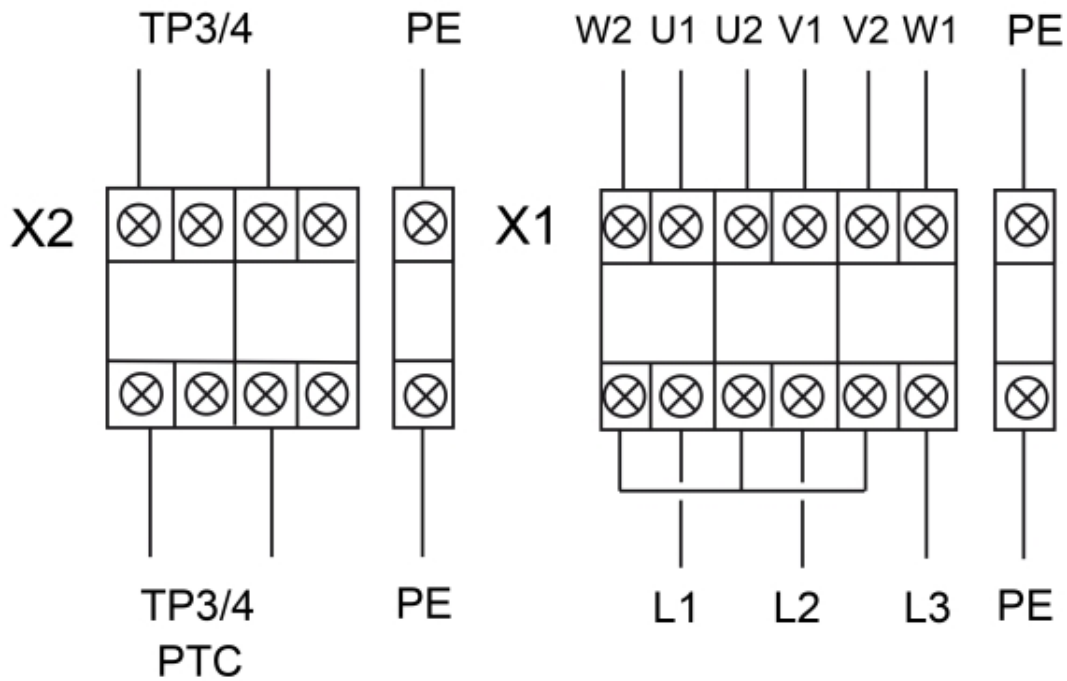 TP3/4 PE W2 U1 U2 V1 V2 W1 PE
X2 X1
L1 L2 L3 PE
TP3/4 PE
PTC